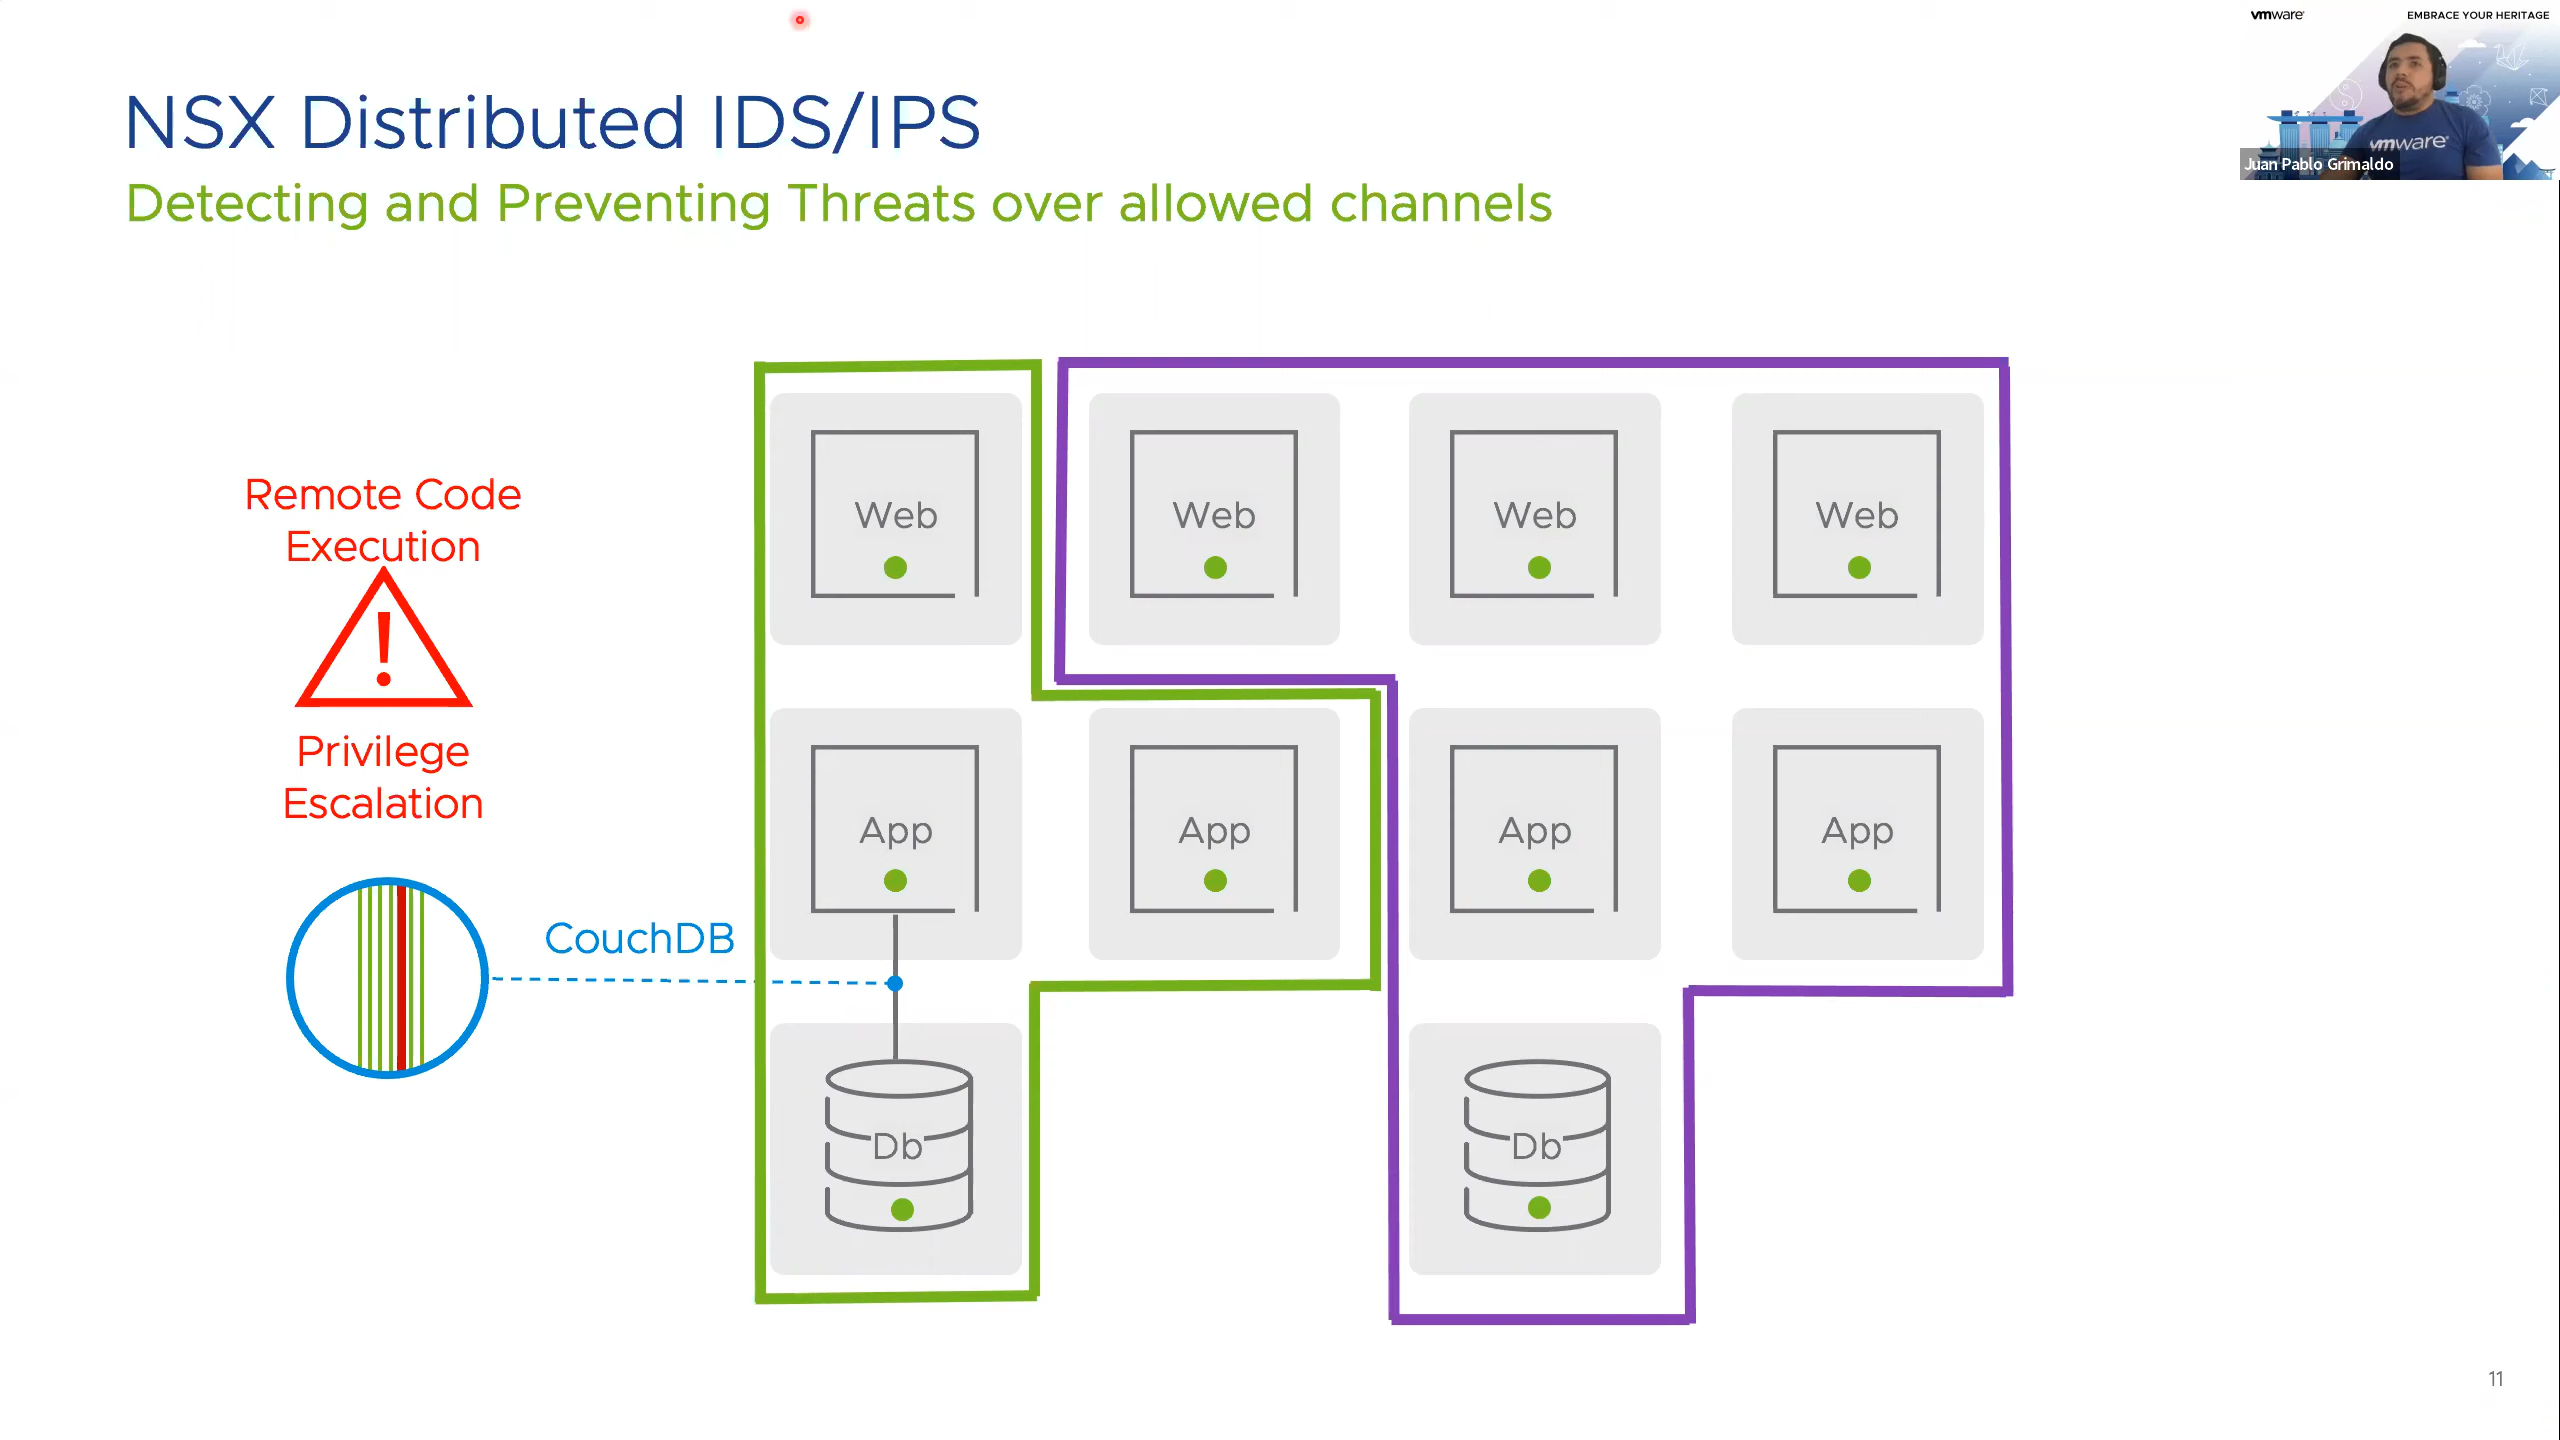 vmware®
EMBRACE YOUR HERITAGE
vmware®
Juan Pablo Grimaldo
NSX Distributed IDS/IPS
Detecting and Preventing Threats over allowed channels
Remote Code
Execution
!
Privilege
Escalation
CouchDB
Web
Web
Web
Web
App
App
App
App
Db
Db
11